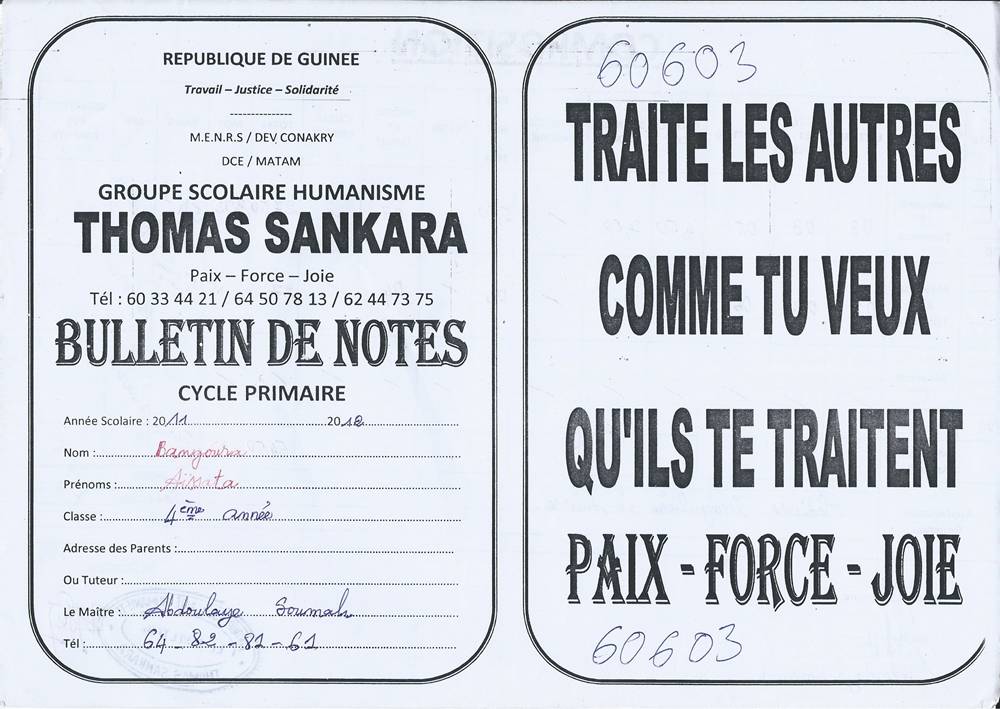 REPUBLIQUE DE GUINEE
Travail – Justice – Solidarité
--------------
M.E.N.R.S / DEV CONAKRY
DCE / MATAM
GROUPE SCOLAIRE HUMANISME
THOMAS SANKARA
Paix – Force – Joie
Tél : 60 33 44 21 / 64 50 78 13 / 62 44 73 75
BULLETIN DE NOTES
CYCLE PRIMAIRE
Année Scolaire : 2011 2012
Nom : Bangoura
Prénoms : Aissata
Classe : 4ème année
Adresse des Parents :
Ou Tuteur :
Le Maître : Abdoulaye Soumah
Tél : 64-82-81-61
60603
TRAITE LES AUTRES
COMME TU VEUX
QU'ILS TE TRAITENT
PAIX - FORCE - JOIE
60603